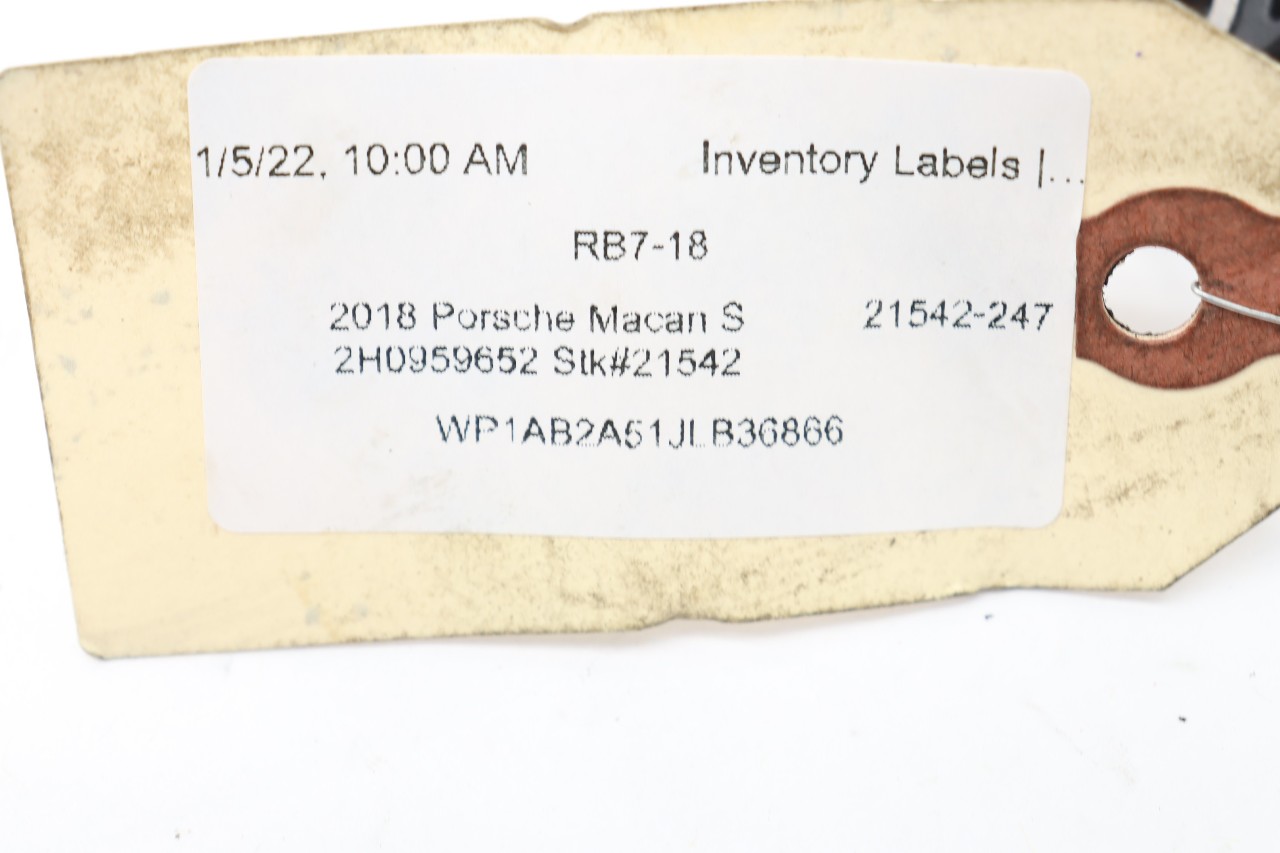 1/5/22, 10:00 AM Inventory Labels |...
RB7-18
2018 Porsche Macan S 21542-247
2H0959652 Stk#21542
WP1AB2A51JLB36866